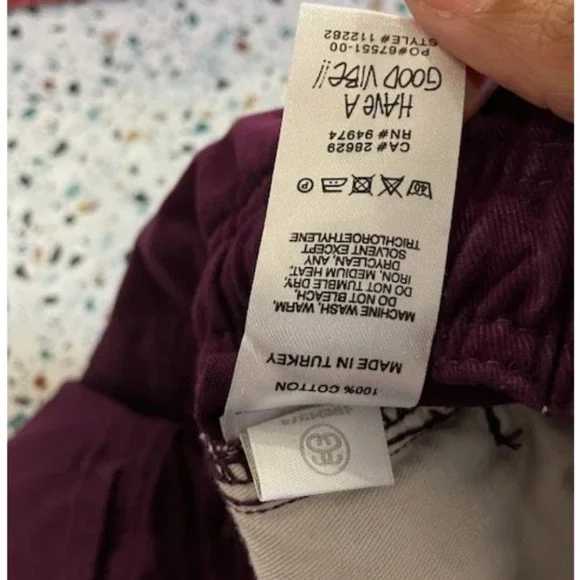 100% COTTON
MADE IN TURKEY
MACHINE WASH, WARM,
DO NOT BLEACH,
DO NOT TUMBLE DRY,
IRON, MEDIUM HEAT,
DRYCLEAN, ANY
SOLVENT EXCEPT
TRICHLOROETHYLENE
40 P
CA# 28629
RN# 94974
HAVE A
GOOD VIBE!!
PO#67551-00
STYLE# 112282